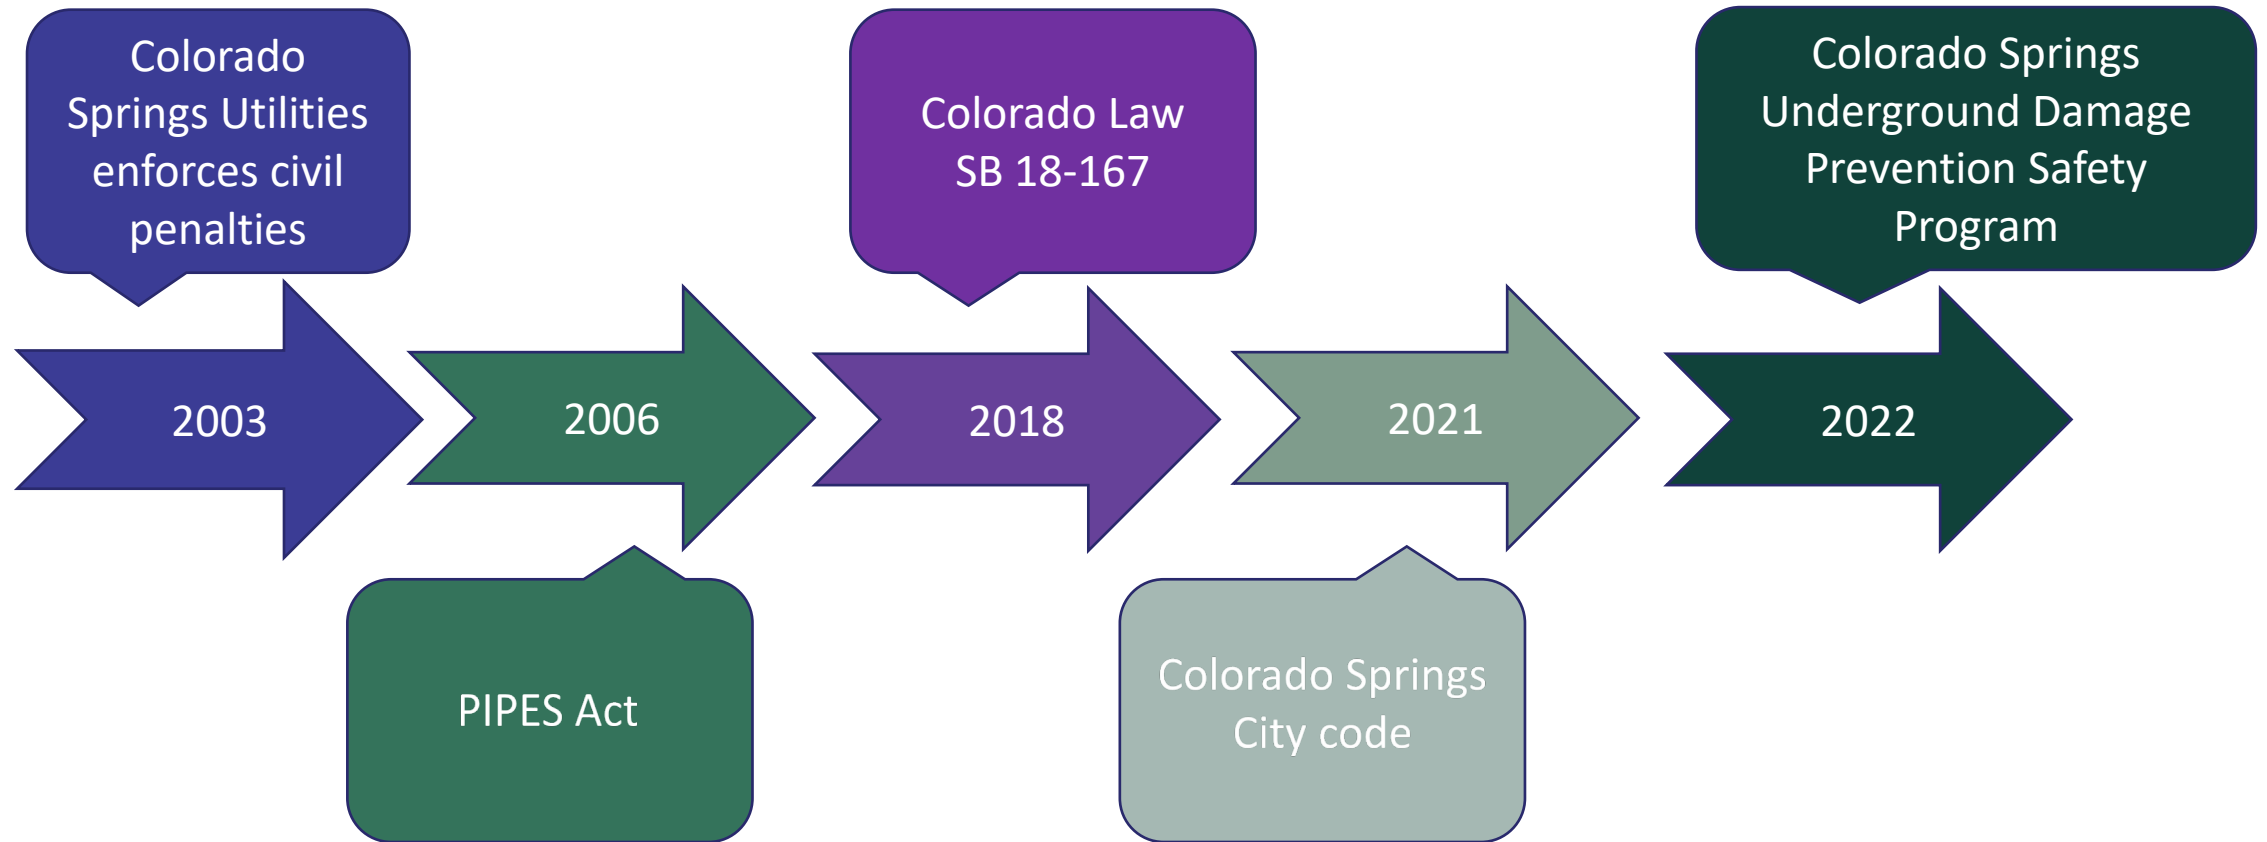 Colorado
Springs Utilities
enforces civil
penalties
Colorado Law
SB 18-167
Colorado Springs
Underground Damage
Prevention Safety
Program
2003
2006
2018
2021
2022
PIPES Act
Colorado Springs
City code